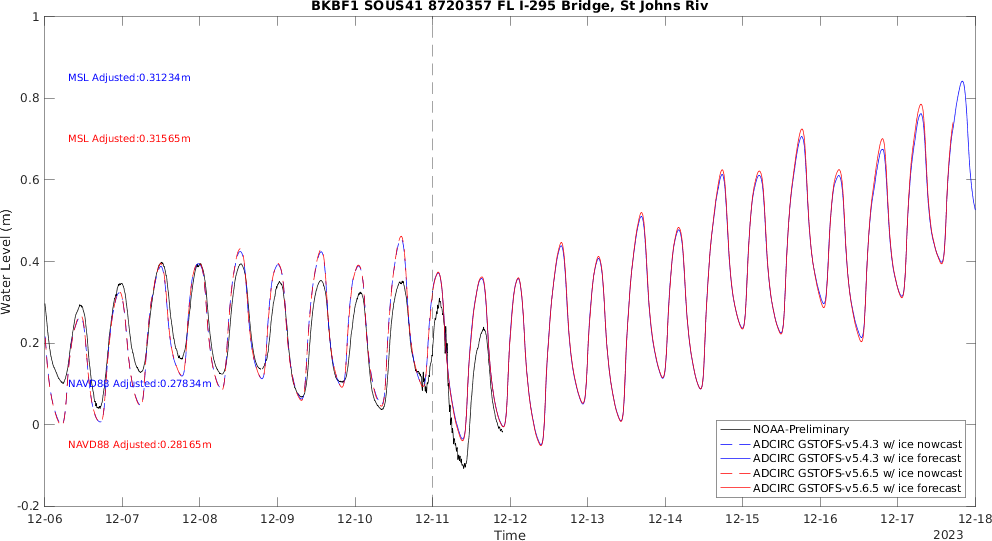 BKBF1 SOUS41 8720357 FL I-295 Bridge, St Johns Riv
1
0.8
0.6
0.4
0.2
0
-0.2
Water Level (m)
MSL Adjusted:0.31234m
MSL Adjusted:0.31565m
NAVD88 Adjusted:0.27834m
NAVD88 Adjusted:0.28165m
NOAA-Preliminary
ADCIRC GSTOFS-v5.4.3 w/ ice nowcast
ADCIRC GSTOFS-v5.4.3 w/ ice forecast
ADCIRC GSTOFS-v5.6.5 w/ ice nowcast
ADCIRC GSTOFS-v5.6.5 w/ ice forecast
12-06 12-07 12-08 12-09 12-10 12-11 12-12 12-13 12-14 12-15 12-16 12-17 12-18
Time
2023